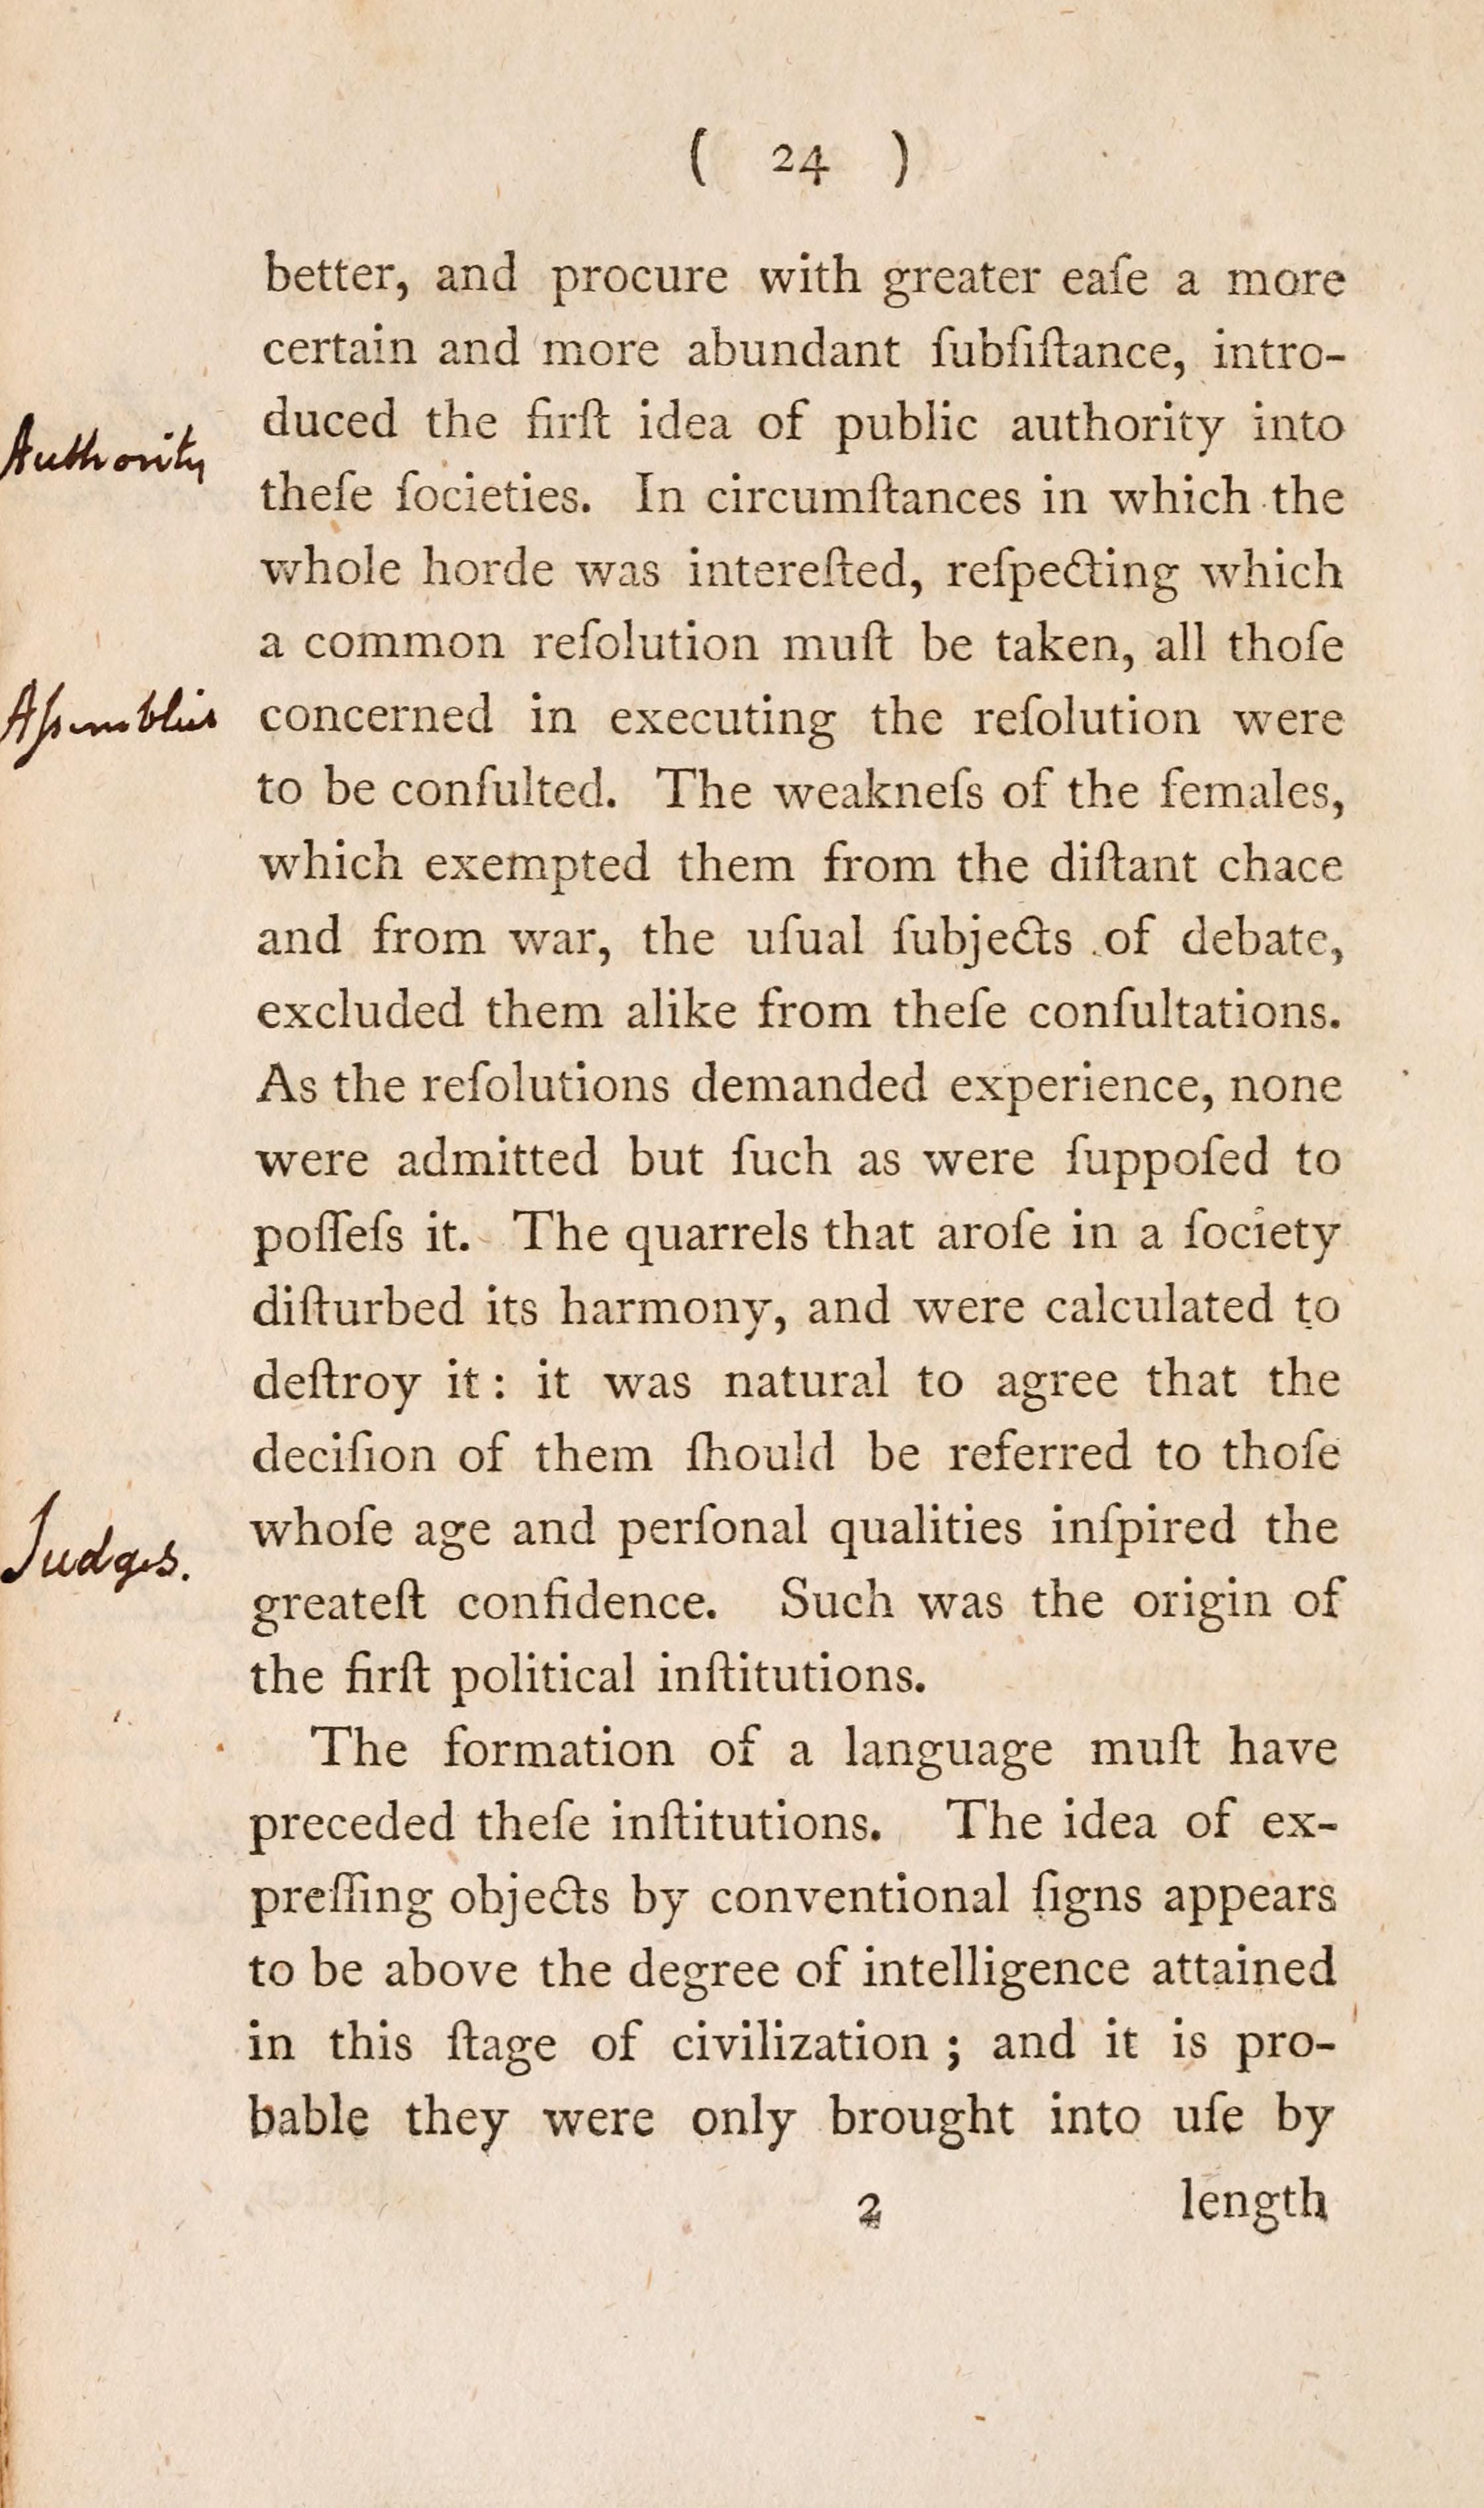 ( 24 )
better, and procure with greater eaſe a more
certain and more abundant ſubſiſtance, intro-
duced the firſt idea of public authority into
Authority
theſe ſocieties. In circumſtances in which the
whole horde was intereſted, reſpecting which
a common reſolution muſt be taken, all thoſe
Aſsemblies
concerned in executing the reſolution were
to be conſulted. The weakneſs of the females,
which exempted them from the diſtant chace
and from war, the uſual ſubjects of debate,
excluded them alike from theſe conſultations.
As the reſolutions demanded experience, none
were admitted but ſuch as were ſuppoſed to
poſſeſs it. The quarrels that aroſe in a ſociety
diſturbed its harmony, and were calculated to
deſtroy it: it was natural to agree that the
deciſion of them ſhould be referred to thoſe
whoſe age and perſonal qualities inſpired the
Judges.
greateſt confidence. Such was the origin of
the firſt political inſtitutions.
The formation of a language muſt have
preceded theſe inſtitutions. The idea of ex-
preſſing objects by conventional ſigns appears
to be above the degree of intelligence attained
in this ſtage of civilization; and it is pro-
bable they were only brought into uſe by
2 length